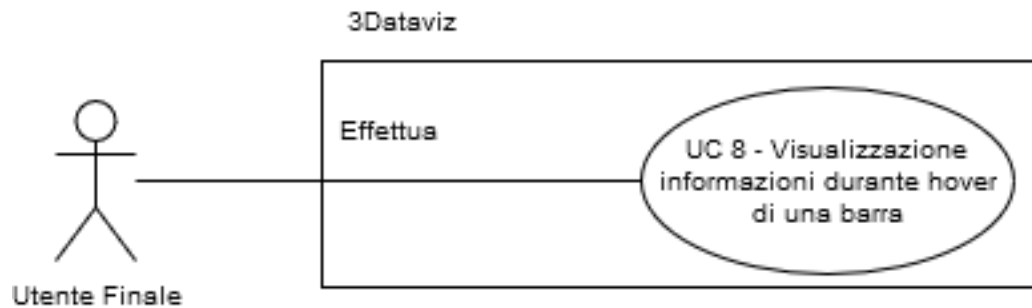 3Dataviz
Effettua
UC 8 - Visualizzazione
informazioni durante hover
di una barra
Utente Finale